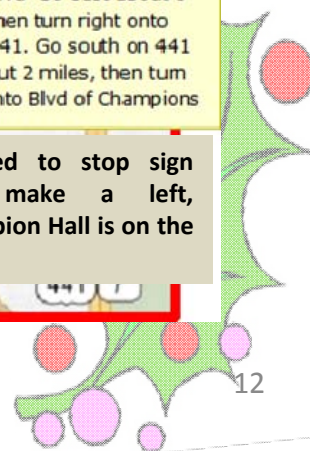 hen turn right onto
41. Go south on 441
ut 2 miles, then turn
nto Blvd of Champions
ed to stop sign
make a left,
pion Hall is on the
441 7
12